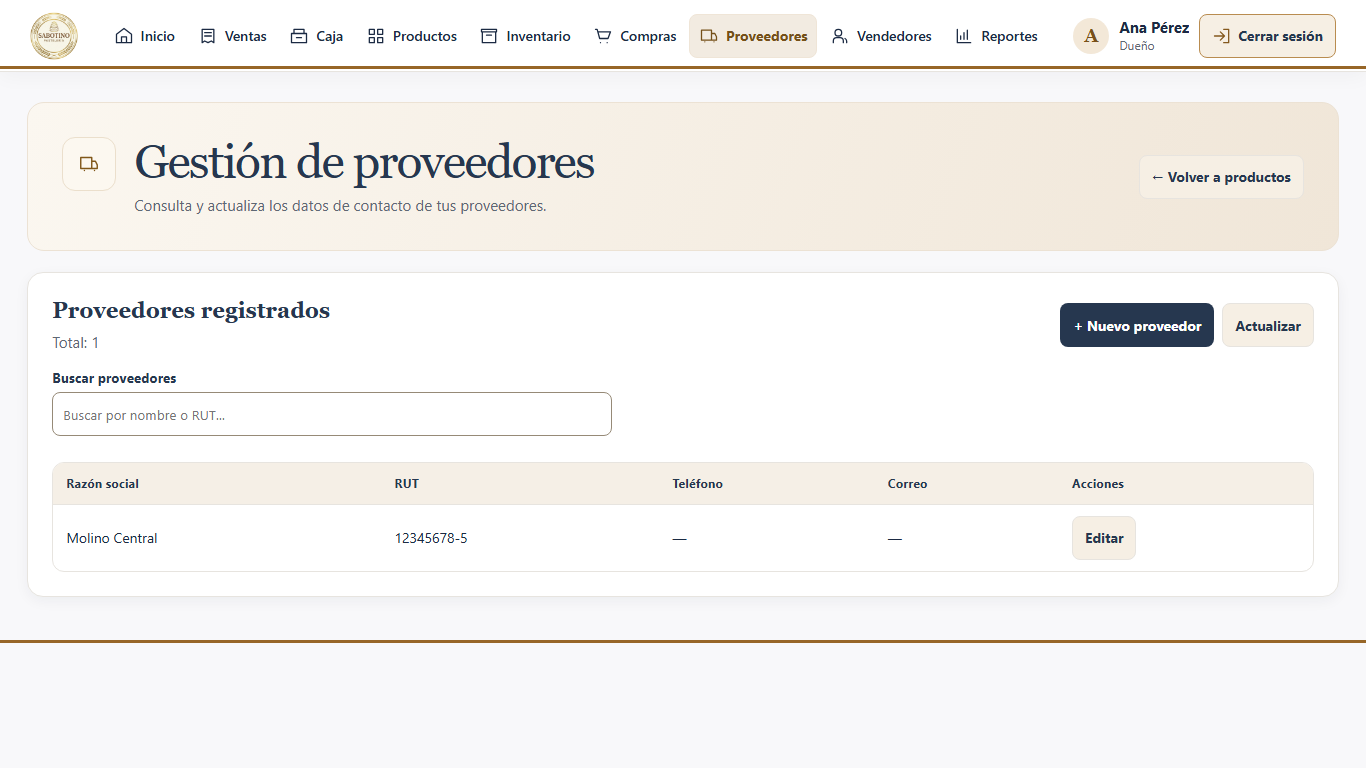 SABOTINO
Inicio
Ventas
Caja
Productos
Inventario
Compras
Proveedores
Vendedores
Reportes
A
Ana Pérez
Dueño
Cerrar sesión
Gestión de proveedores
Consulta y actualiza los datos de contacto de tus proveedores.
← Volver a productos
Proveedores registrados
Total: 1
+ Nuevo proveedor
Actualizar
Buscar proveedores
Buscar por nombre o RUT...
Razón social RUT Teléfono Correo Acciones
Molino Central 12345678-5 — — Editar